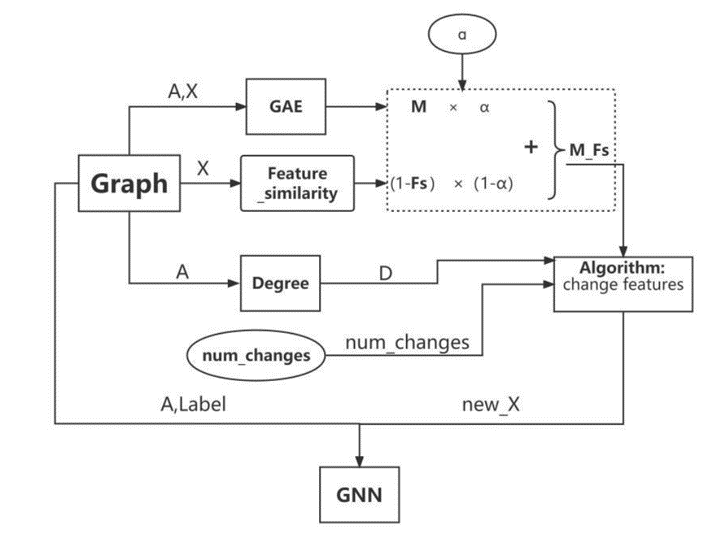 α
A,X
GAE
M × α
+
M_Fs
Graph
X
Feature
_similarity
(1-Fs) × (1-α)
A
Degree
D
Algorithm:
change features
num_changes
num_changes
A,Label
new_X
GNN